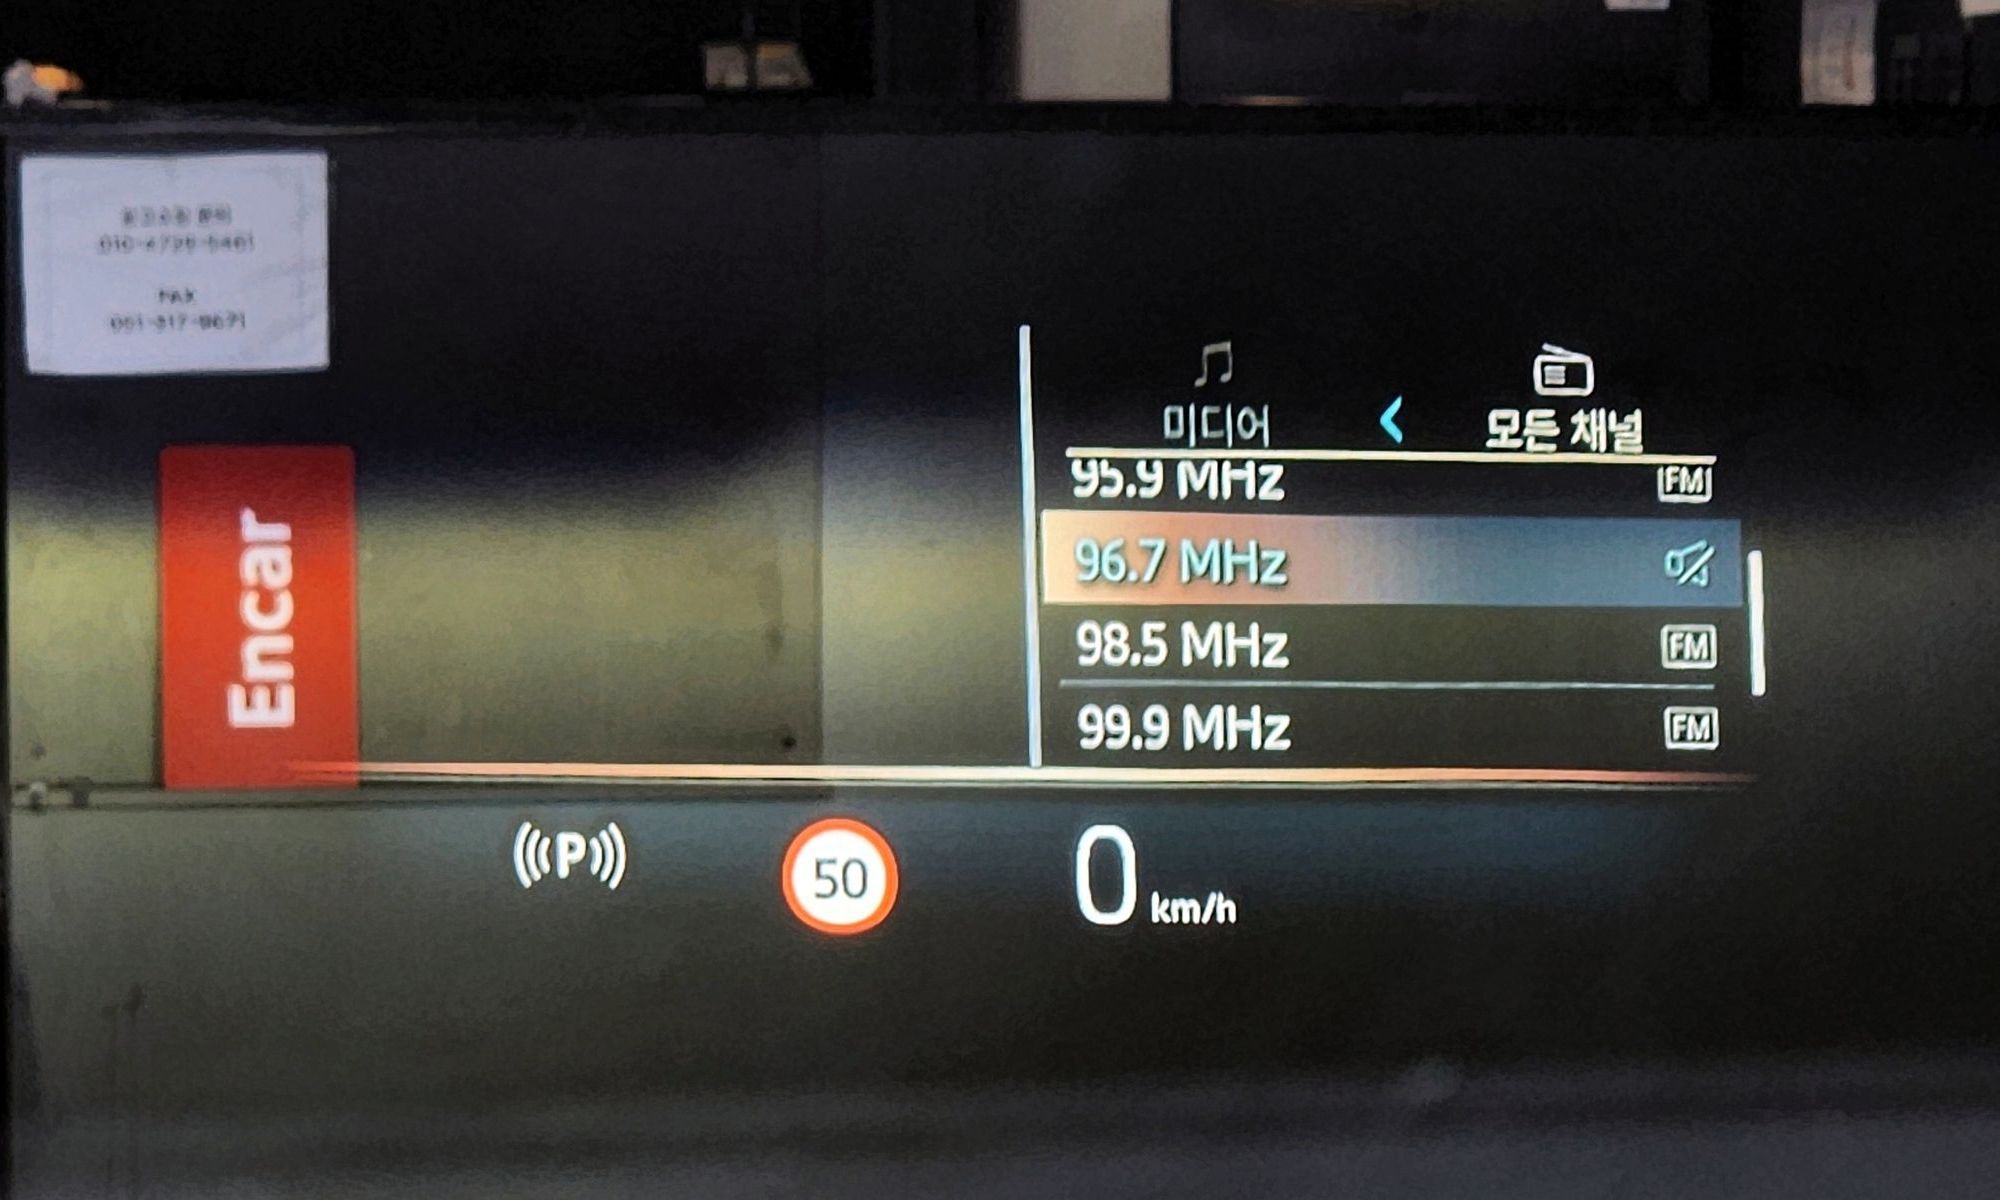 FAX
Encar
미디어
모든 채널
95.9 MHz FM
96.7 MHz
98.5 MHz FM
99.9 MHz FM
P
50
0 km/h